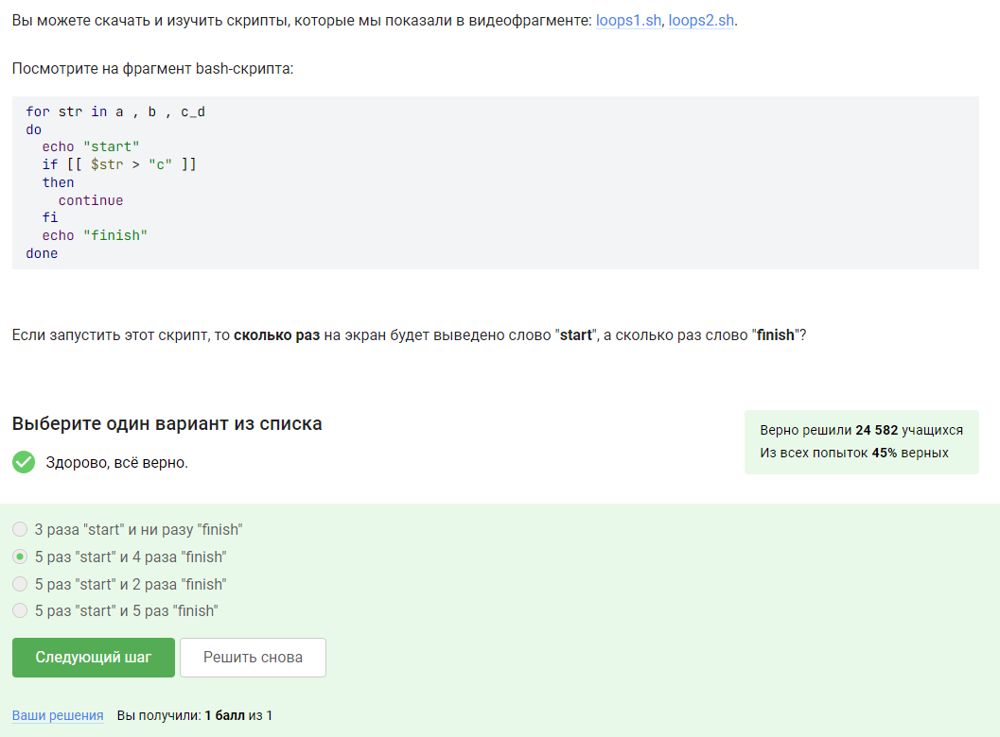 Вы можете скачать и изучить скрипты, которые мы показали в видеофрагменте: loops1.sh, loops2.sh.
Посмотрите на фрагмент bash-скрипта:
for str in a , b , c_d
do
  echo "start"
  if [[ $str > "c" ]]
  then
    continue
  fi
  echo "finish"
done
Если запустить этот скрипт, то сколько раз на экран будет выведено слово "start", а сколько раз слово "finish"?
Выберите один вариант из списка
Здорово, всё верно.
Верно решили 24 582 учащихся
Из всех попыток 45% верных
3 раза "start" и ни разу "finish"
5 раз "start" и 4 раза "finish"
5 раз "start" и 2 раза "finish"
5 раз "start" и 5 раз "finish"
Следующий шаг
Решить снова
Ваши решения Вы получили: 1 балл из 1